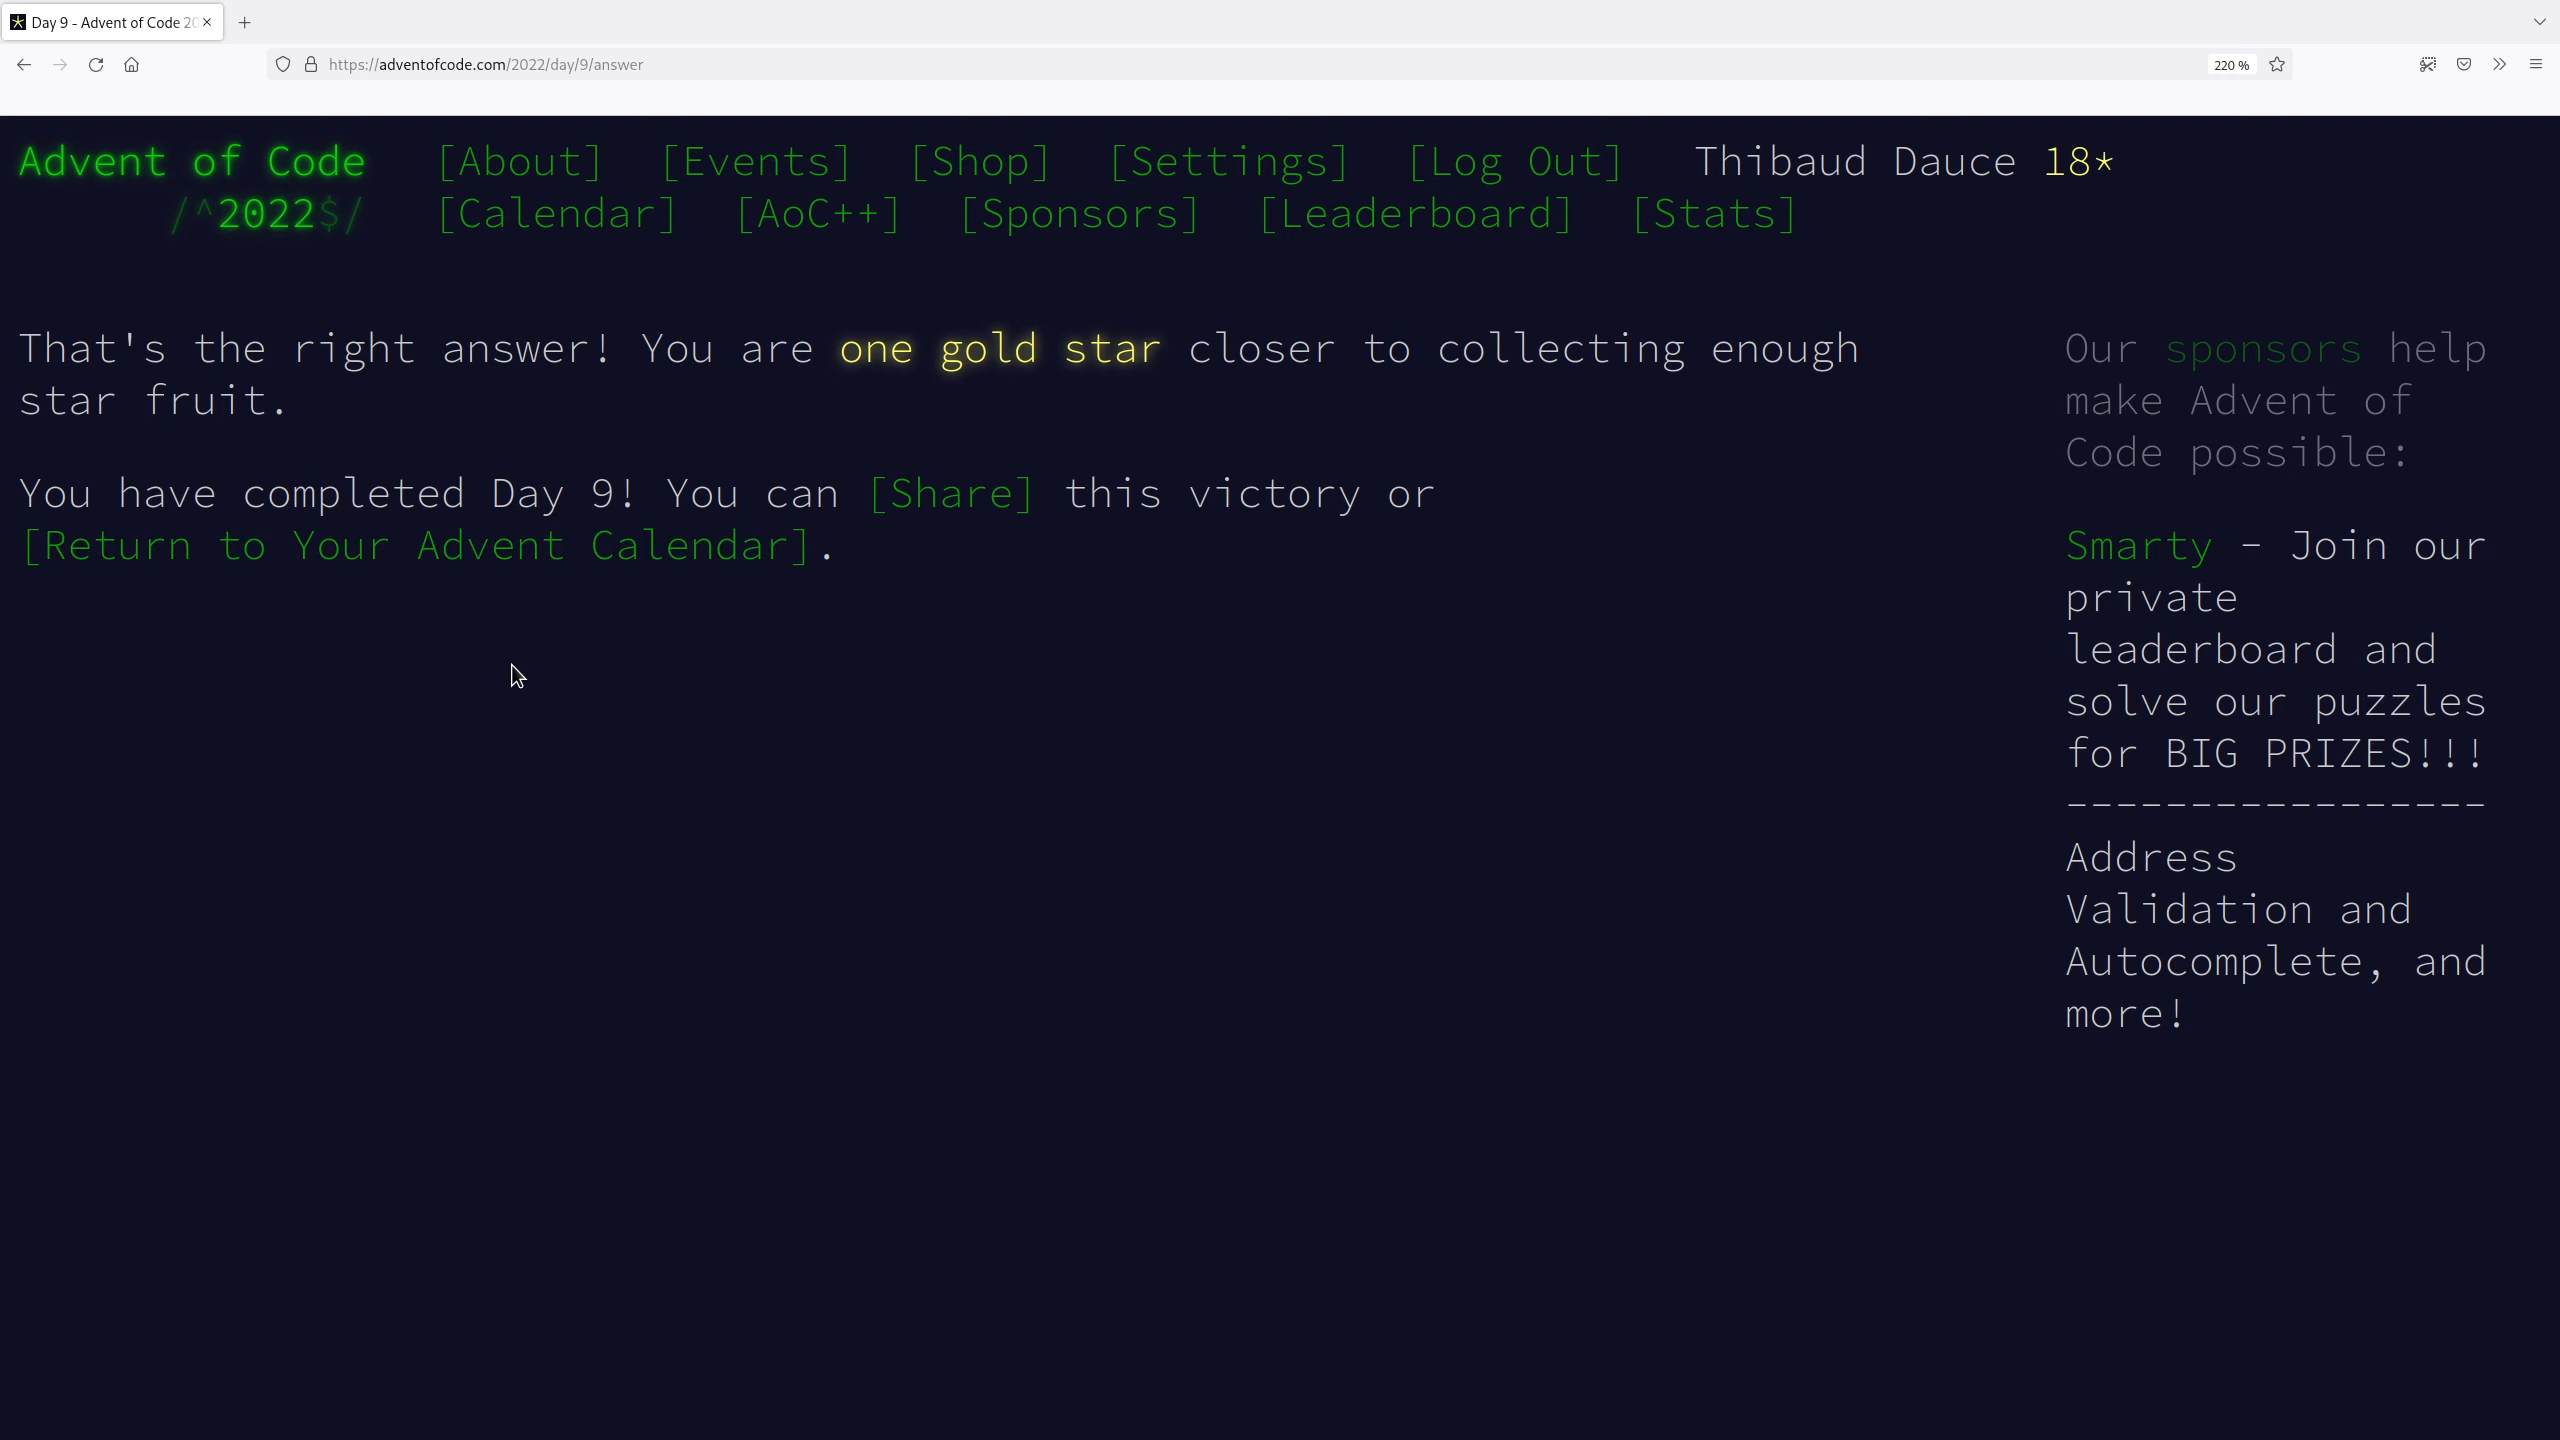 Day 9 - Advent of Code 20
https://adventofcode.com/2022/day/9/answer
220 %
Advent of Code [About] [Events] [Shop] [Settings] [Log Out] Thibaud Dauce 18*
/^2022$/ [Calendar] [AoC++] [Sponsors] [Leaderboard] [Stats]
That's the right answer! You are one gold star closer to collecting enough
star fruit.
You have completed Day 9! You can [Share] this victory or
[Return to Your Advent Calendar].
Our sponsors help
make Advent of
Code possible:
Smarty - Join our
private
leaderboard and
solve our puzzles
for BIG PRIZES!!!
-----------------
Address
Validation and
Autocomplete, and
more!